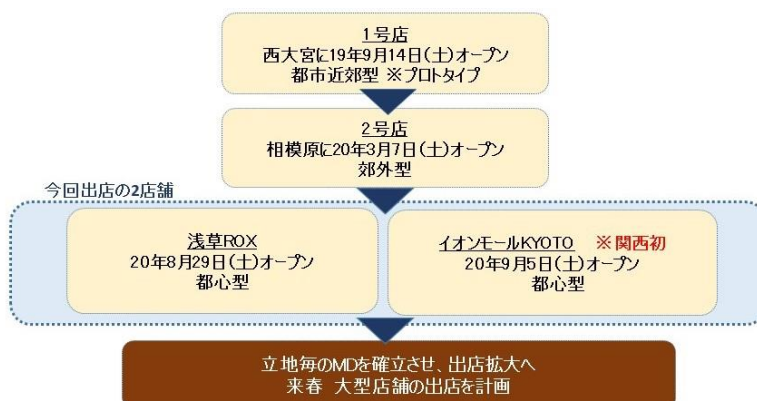 1号店
西大宮に19年9月14日(土)オープン
都市近郊型 ※プロトタイプ
2号店
相模原に20年3月7日(土)オープン
郊外型
今回出店の2店舗
浅草ROX
20年8月29日(土)オープン
都心型
イオンモールKYOTO ※関西初
20年9月5日(土)オープン
都心型
立地毎のMDを確立させ、出店拡大へ
来春 大型店舗の出店を計画